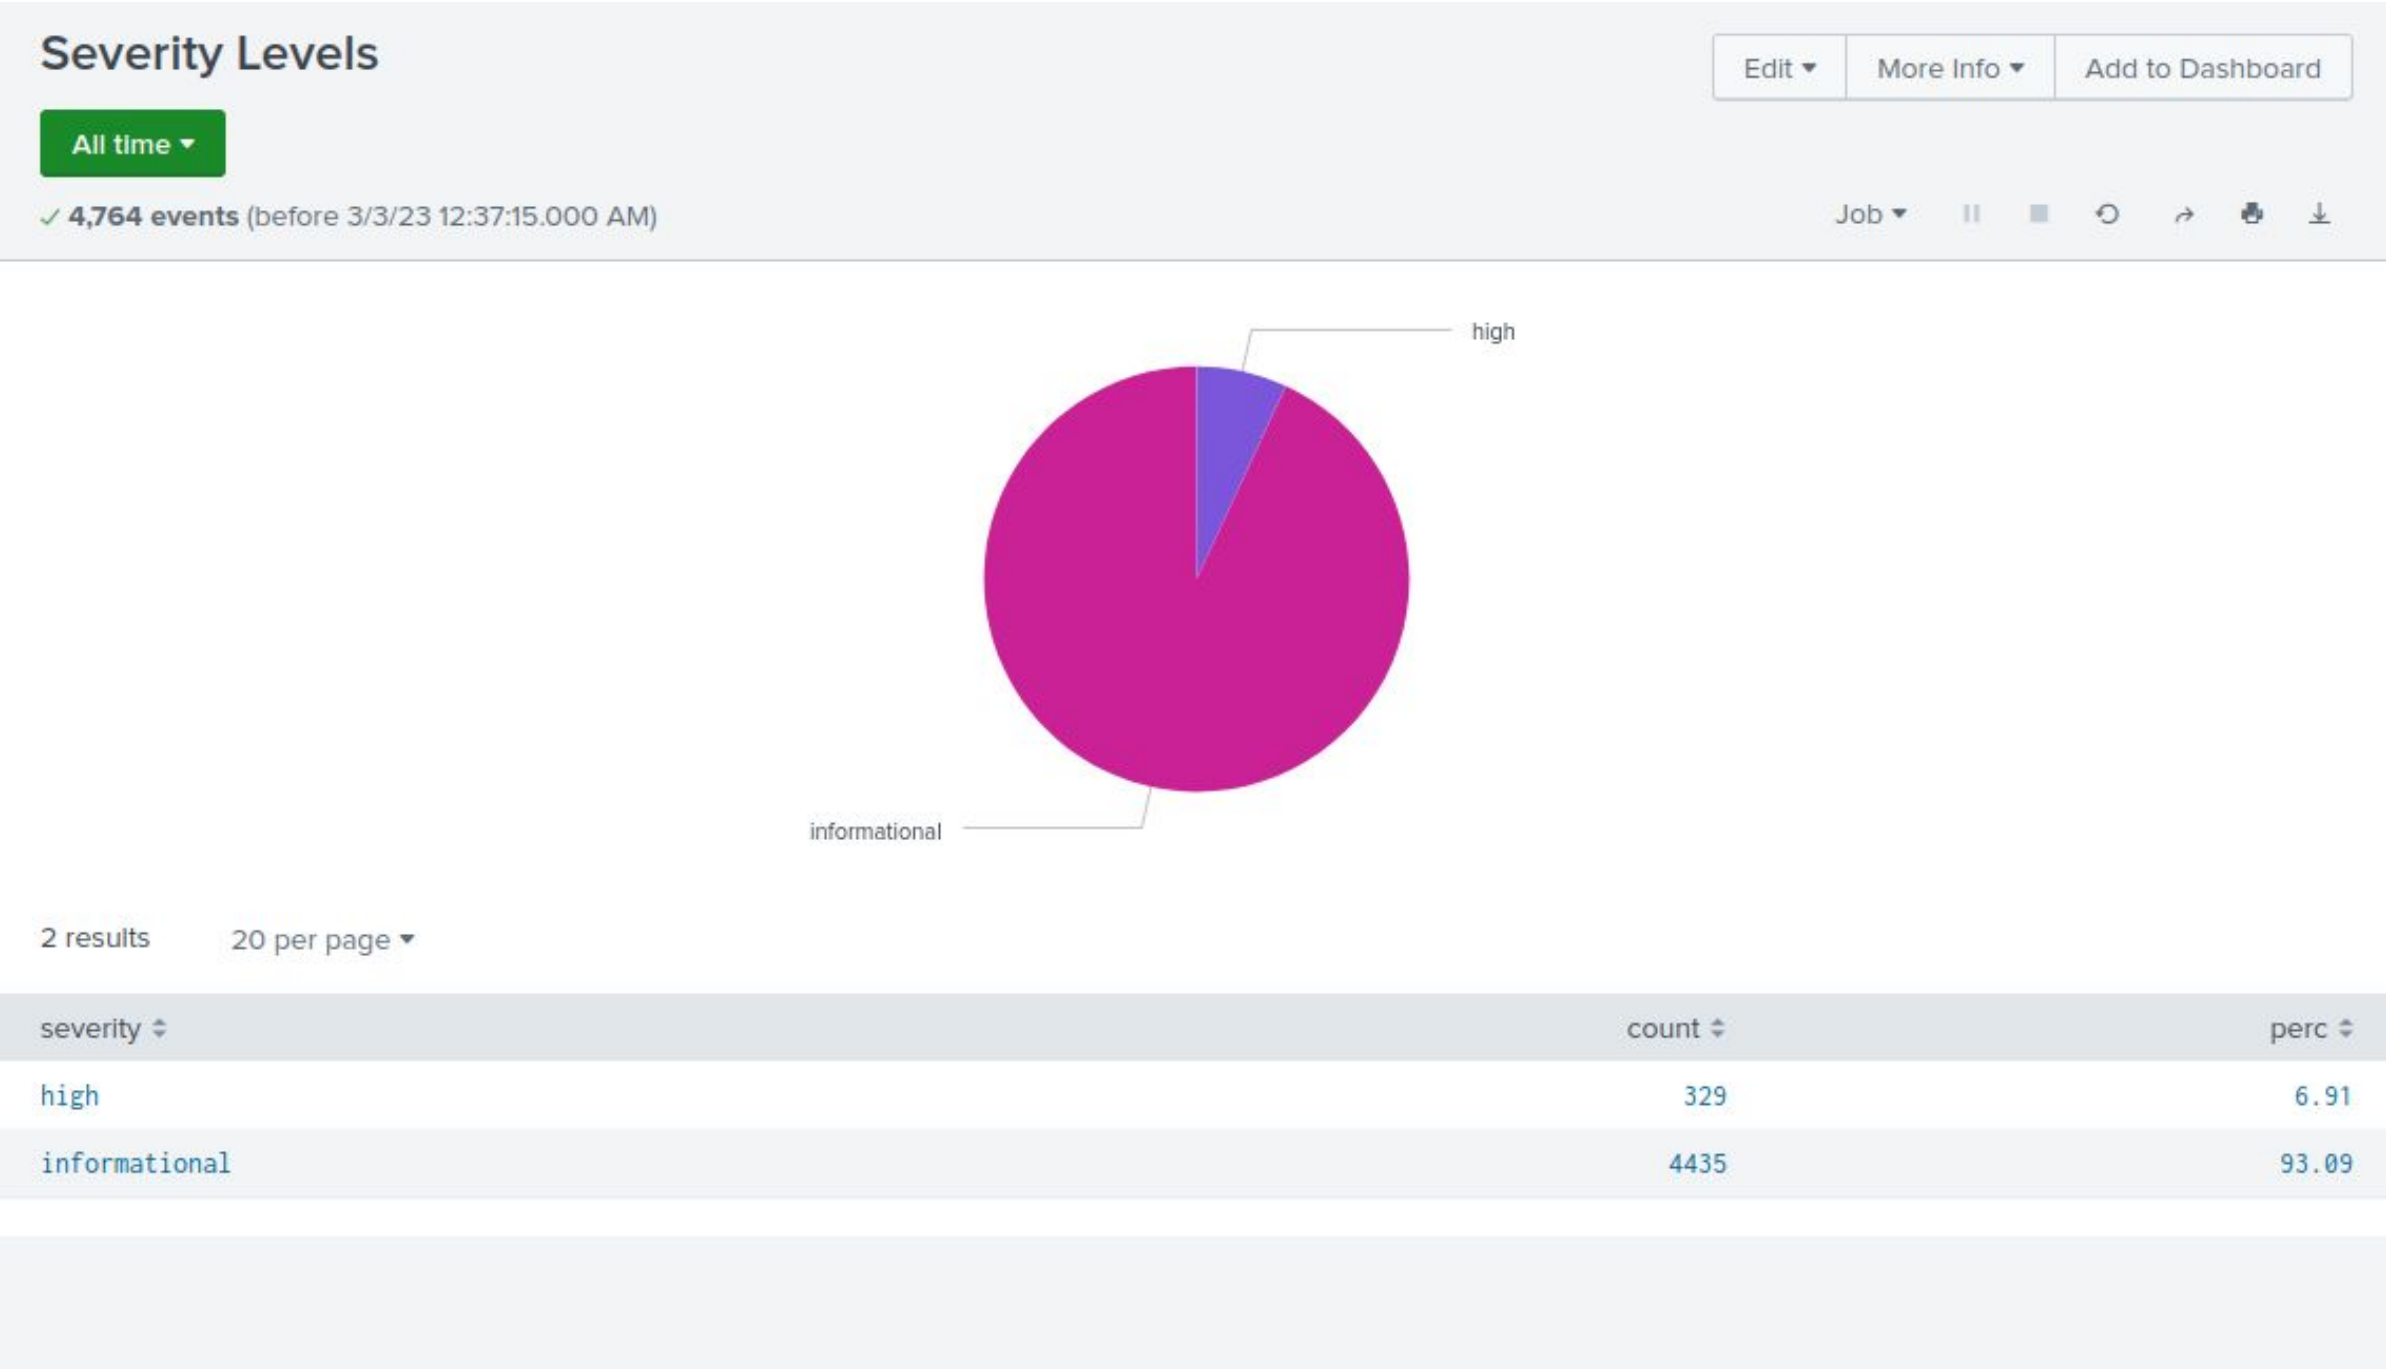 Severity Levels
Edit More Info Add to Dashboard
All time
4,764 events (before 3/3/23 12:37:15.000 AM)
Job
high
informational
2 results 20 per page
severity count perc
high 329 6.91
informational 4435 93.09